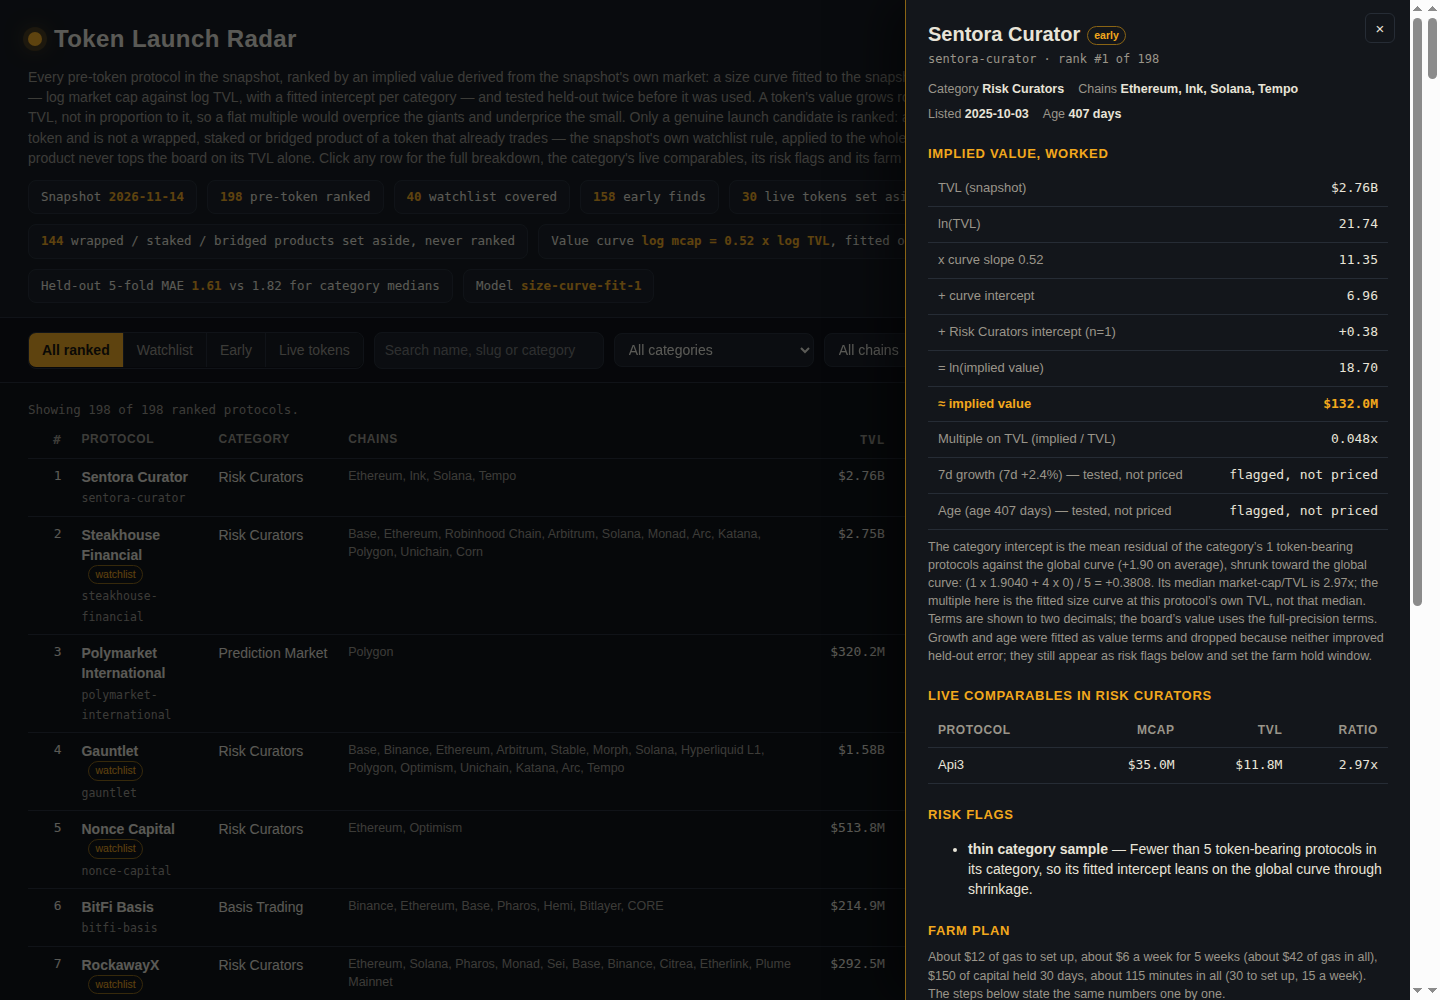 Token Launch Radar
Every pre-token protocol in the snapshot, ranked by an implied value derived from the snapshot's own market: a size curve fitted to the
— log market cap against log TVL, with a fitted intercept per category — and tested held-out twice before it was used. A token's value grows
TVL, not in proportion to it, so a flat multiple would overprice the giants and underprice the small. Only a genuine launch candidate is ranked:
token and is not a wrapped, staked or bridged product of a token that already trades — the snapshot's own watchlist rule, applied to the whole
product never tops the board on its TVL alone. Click any row for the full breakdown, the category's live comparables, its risk flags and its farm
Snapshot 2026-11-14
198 pre-token ranked
40 watchlist covered
158 early finds
30 live tokens set
144 wrapped / staked / bridged products set aside, never ranked
Value curve log mcap = 0.52 x log TVL, fitted
Held-out 5-fold MAE 1.61 vs 1.82 for category medians
Model size-curve-fit-1
All ranked
Watchlist
Early
Live tokens
Search name, slug or category
All categories
All chains
Showing 198 of 198 ranked protocols.
# PROTOCOL CATEGORY CHAINS TVL
1 Sentora Curator Risk Curators Ethereum, Ink, Solana, Tempo $2.76B
sentora-curator
2 Steakhouse Financial Risk Curators Base, Ethereum, Robinhood Chain, Arbitrum, Solana, Monad, Arc, Katana, Polygon, Unichain, Corn $2.75B
watchlist
steakhouse-financial
3 Polymarket International Prediction Market Polygon $320.2M
polymarket-international
4 Gauntlet Risk Curators Base, Binance, Ethereum, Arbitrum, Stable, Morph, Solana, Hyperliquid L1, Polygon, Optimism, Unichain, Katana, Arc, Tempo $1.58B
watchlist
gauntlet
5 Nonce Capital Risk Curators Ethereum, Optimism $513.8M
watchlist
nonce-capital
6 BitFi Basis Basis Trading Binance, Ethereum, Base, Pharos, Hemi, Bitlayer, CORE $214.9M
bitfi-basis
7 RockawayX Risk Curators Ethereum, Solana, Pharos, Monad, Sei, Base, Binance, Citrea, Etherlink, Plume Mainnet $292.5M
watchlist
Sentora Curator early
×
sentora-curator · rank #1 of 198
Category Risk Curators Chains Ethereum, Ink, Solana, Tempo
Listed 2025-10-03 Age 407 days
IMPLIED VALUE, WORKED
TVL (snapshot) $2.76B
ln(TVL) 21.74
x curve slope 0.52 11.35
+ curve intercept 6.96
+ Risk Curators intercept (n=1) +0.38
= ln(implied value) 18.70
≈ implied value $132.0M
Multiple on TVL (implied / TVL) 0.048x
7d growth (7d +2.4%) — tested, not priced flagged, not priced
Age (age 407 days) — tested, not priced flagged, not priced
The category intercept is the mean residual of the category's 1 token-bearing
protocols against the global curve (+1.90 on average), shrunk toward the global
curve: (1 x 1.9040 + 4 x 0) / 5 = +0.3808. Its median market-cap/TVL is 2.97x; the
multiple here is the fitted size curve at this protocol's own TVL, not that median.
Terms are shown to two decimals; the board's value uses the full-precision terms.
Growth and age were fitted as value terms and dropped because neither improved
held-out error; they still appear as risk flags below and set the farm hold window.
LIVE COMPARABLES IN RISK CURATORS
PROTOCOL MCAP TVL RATIO
Api3 $35.0M $11.8M 2.97x
RISK FLAGS
• thin category sample — Fewer than 5 token-bearing protocols in
its category, so its fitted intercept leans on the global curve through
shrinkage.
FARM PLAN
About $12 of gas to set up, about $6 a week for 5 weeks (about $42 of gas in all),
$150 of capital held 30 days, about 115 minutes in all (30 to set up, 15 a week).
The steps below state the same numbers one by one.